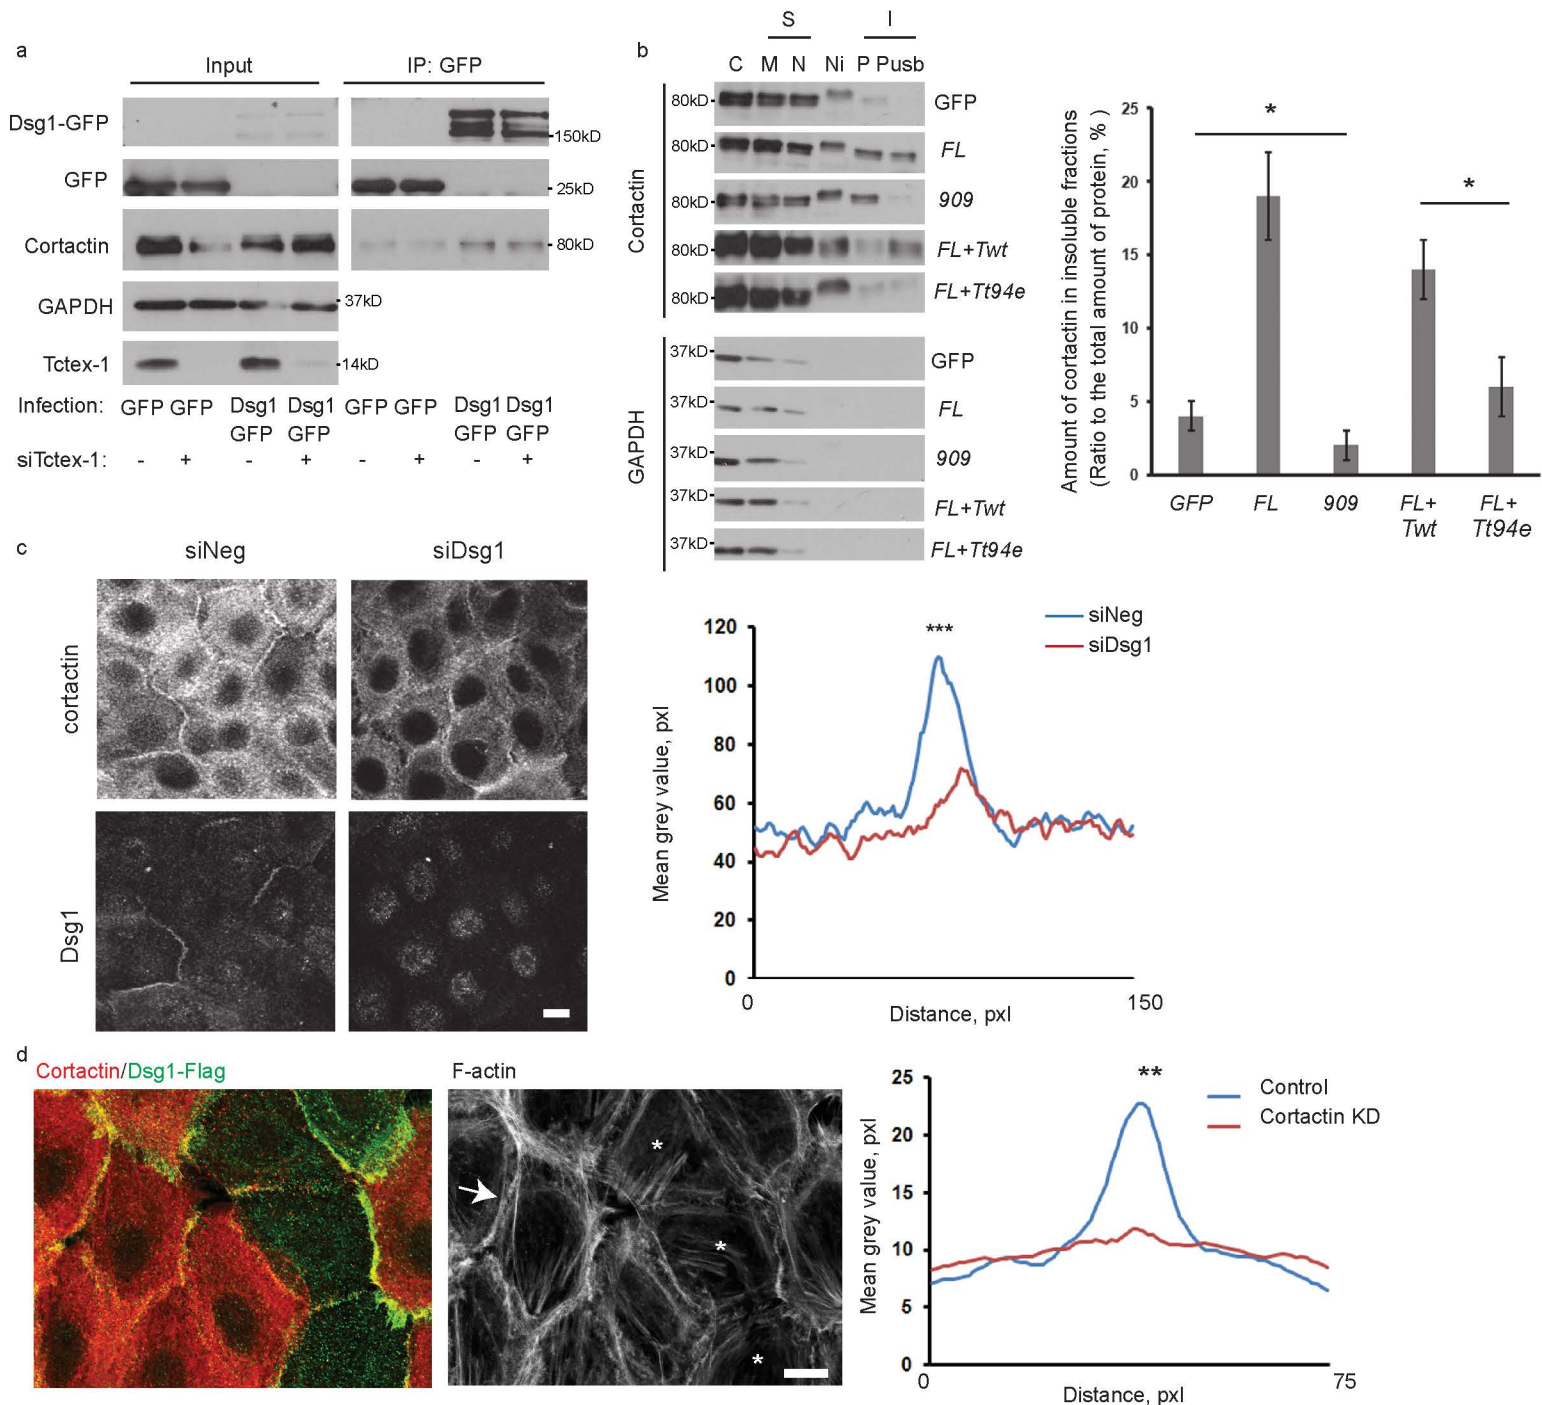 a
Input
IP: GFP
Dsg1-GFP
150kD
GFP
25kD
Cortactin
80kD
GAPDH
37kD
Tctex-1
14kD
Infection: GFP GFP Dsg1 GFP Dsg1 GFP GFP GFP Dsg1 GFP Dsg1 GFP
siTctex-1: - + - + - + - +
b
S I
C M N Ni P Pusb
Cortactin
80kD GFP
80kD FL
80kD 909
80kD FL+Twt
80kD FL+Tt94e
GAPDH
37kD GFP
37kD FL
37kD 909
37kD FL+Twt
37kD FL+Tt94e
Amount of cortactin in insoluble fractions
(Ratio to the total amount of protein, % )
25
20
15
10
5
0
*
*
GFP FL 909 FL+ Twt FL+ Tt94e
c
siNeg siDsg1
cortactin
Dsg1
siNeg
siDsg1
***
Mean grey value, pxl
120
100
80
60
40
20
0
0 150
Distance, pxl
d
Cortactin/Dsg1-Flag
F-actin
*
*
*
Control
Cortactin KD
**
Mean grey value, pxl
25
20
15
10
5
0
0 75
Distance, pxl